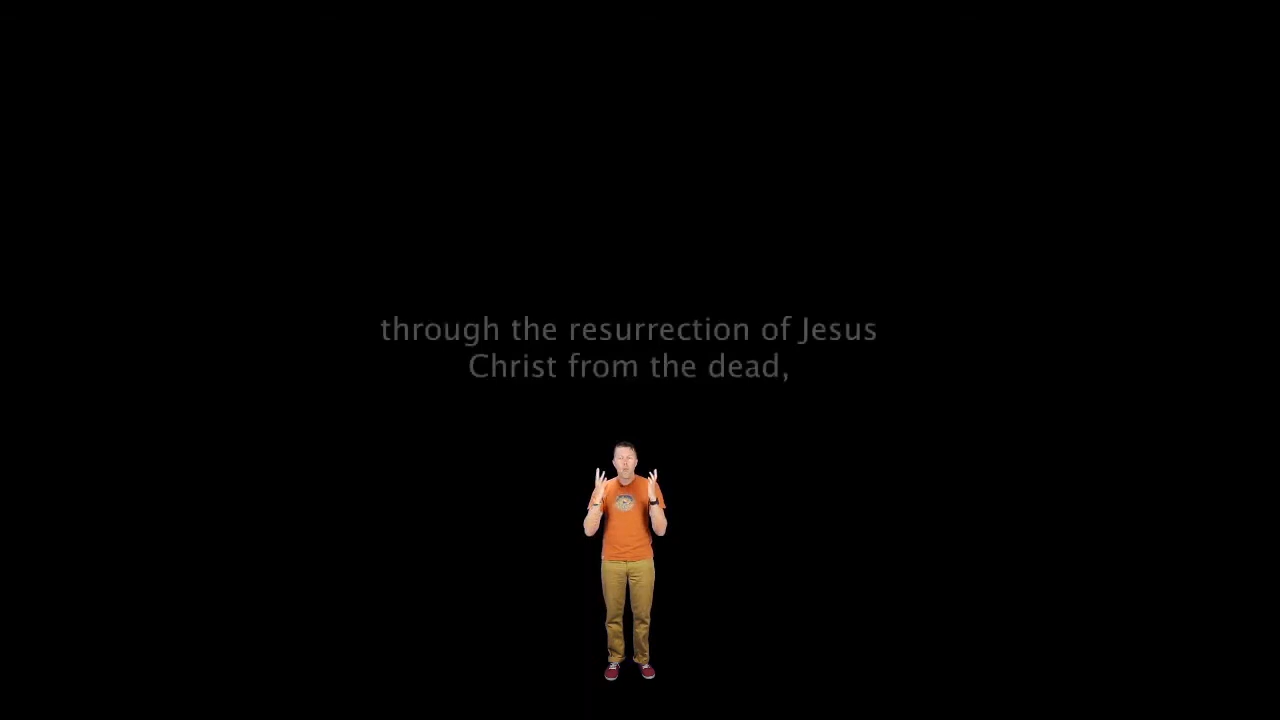 through the resurrection of Jesus
Christ from the dead,